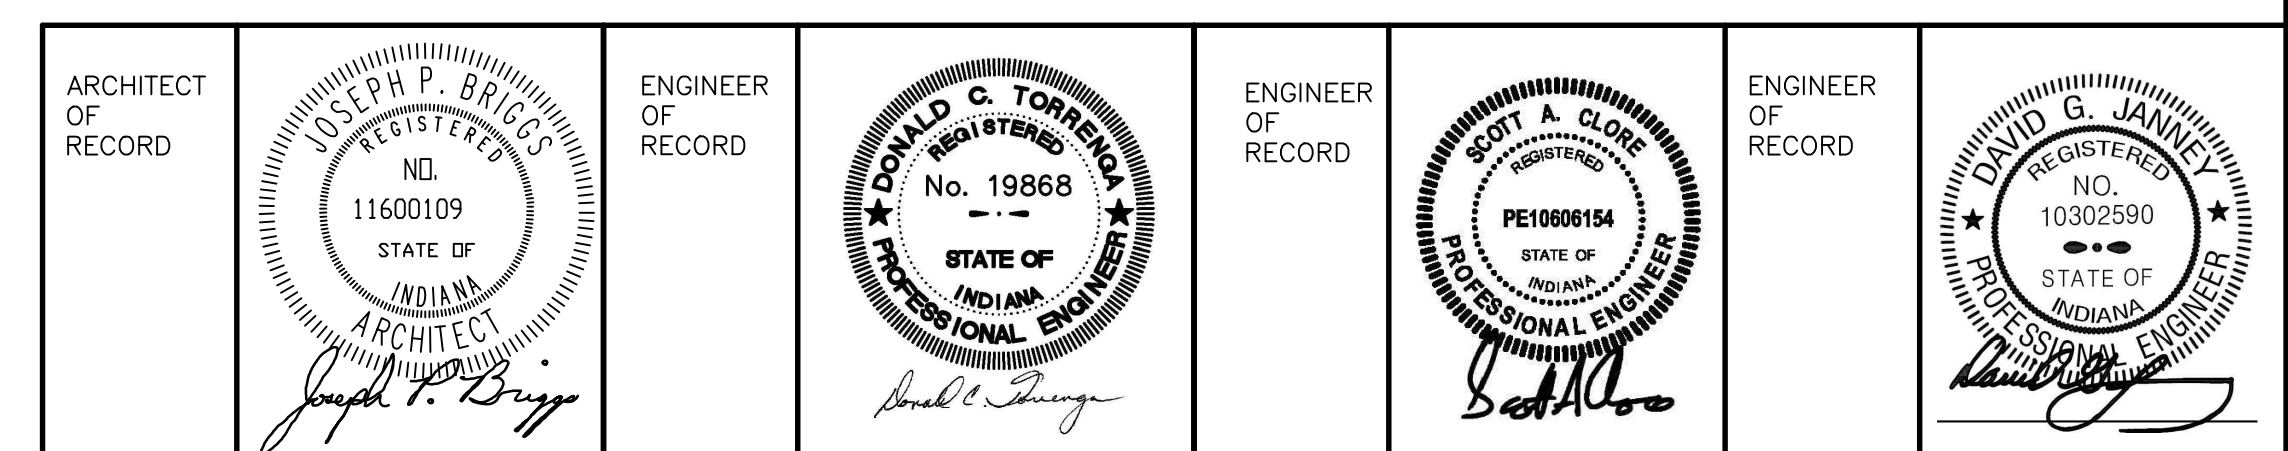 ARCHITECT
OF
RECORD
JOSEPH P. BRIGGS
REGISTERED
NO.
11600109
STATE OF
INDIANA
ARCHITECT
Joseph P. Briggs
ENGINEER
OF
RECORD
DONALD C. TORRENGA
REGISTERED
No. 19868
STATE OF
INDIANA
PROFESSIONAL ENGINEER
Donald C. Torrenga
ENGINEER
OF
RECORD
SCOTT A. CLORE
REGISTERED
PE10606154
STATE OF
INDIANA
PROFESSIONAL ENGINEER
Scott A Clore
ENGINEER
OF
RECORD
DAVID G. JANNEY
REGISTERED
NO.
10302590
STATE OF
INDIANA
PROFESSIONAL ENGINEER